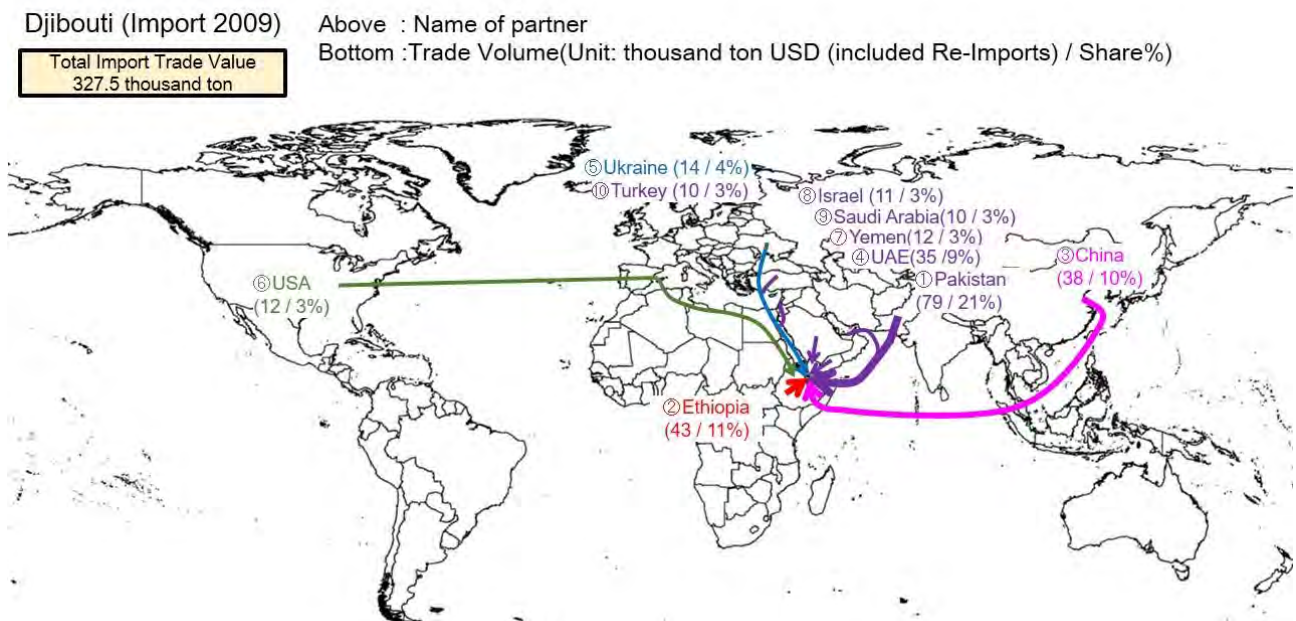 Djibouti (Import 2009)
Total Import Trade Value
327.5 thousand ton
Above : Name of partner
Bottom :Trade Volume(Unit: thousand ton USD (included Re-Imports) / Share%)
⑤Ukraine (14 / 4%)
⑩Turkey (10 / 3%)
⑧Israel (11 / 3%)
⑨Saudi Arabia(10 / 3%)
⑦Yemen(12 / 3%)
④UAE(35 /9%)
①Pakistan
(79 / 21%)
③China
(38 / 10%)
⑥USA
(12 / 3%)
②Ethiopia
(43 / 11%)